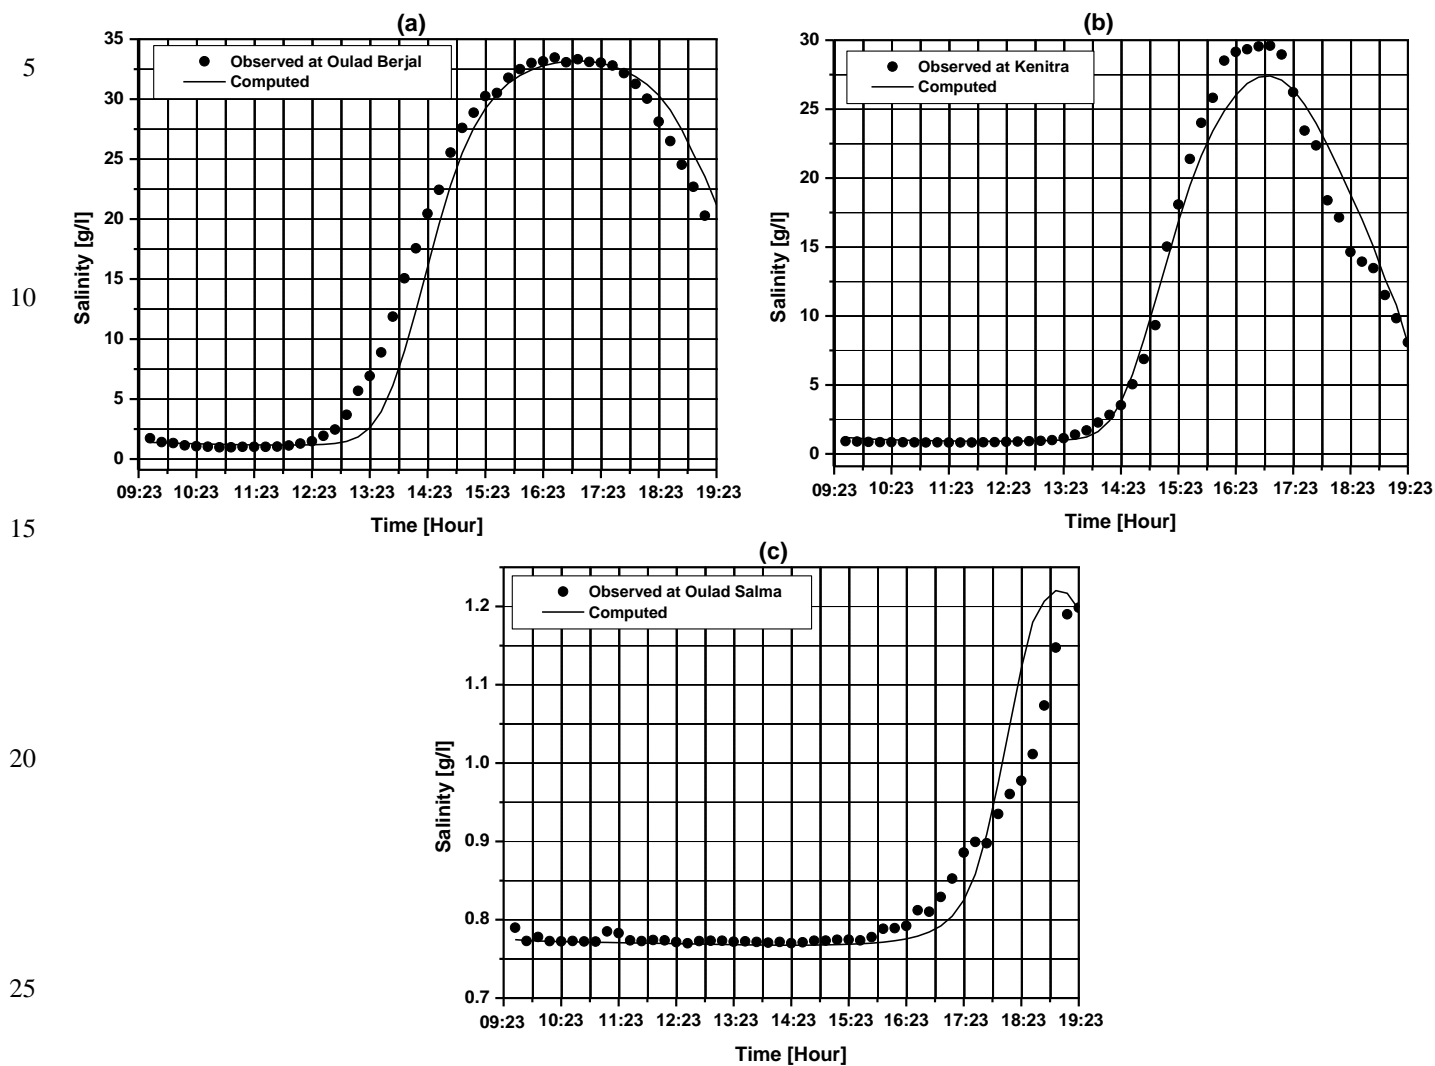 (a)
35
30
25
20
15
10
5
0
Salinity [g/l]
Observed at Oulad Berjal
Computed
09:23 10:23 11:23 12:23 13:23 14:23 15:23 16:23 17:23 18:23 19:23
Time [Hour]
(b)
30
25
20
15
10
5
0
Salinity [g/l]
Observed at Kenitra
Computed
09:23 10:23 11:23 12:23 13:23 14:23 15:23 16:23 17:23 18:23 19:23
Time [Hour]
(c)
1.2
1.1
1.0
0.9
0.8
0.7
Salinity [g/l]
Observed at Oulad Salma
Computed
09:23 10:23 11:23 12:23 13:23 14:23 15:23 16:23 17:23 18:23 19:23
Time [Hour]
5
10
15
20
25